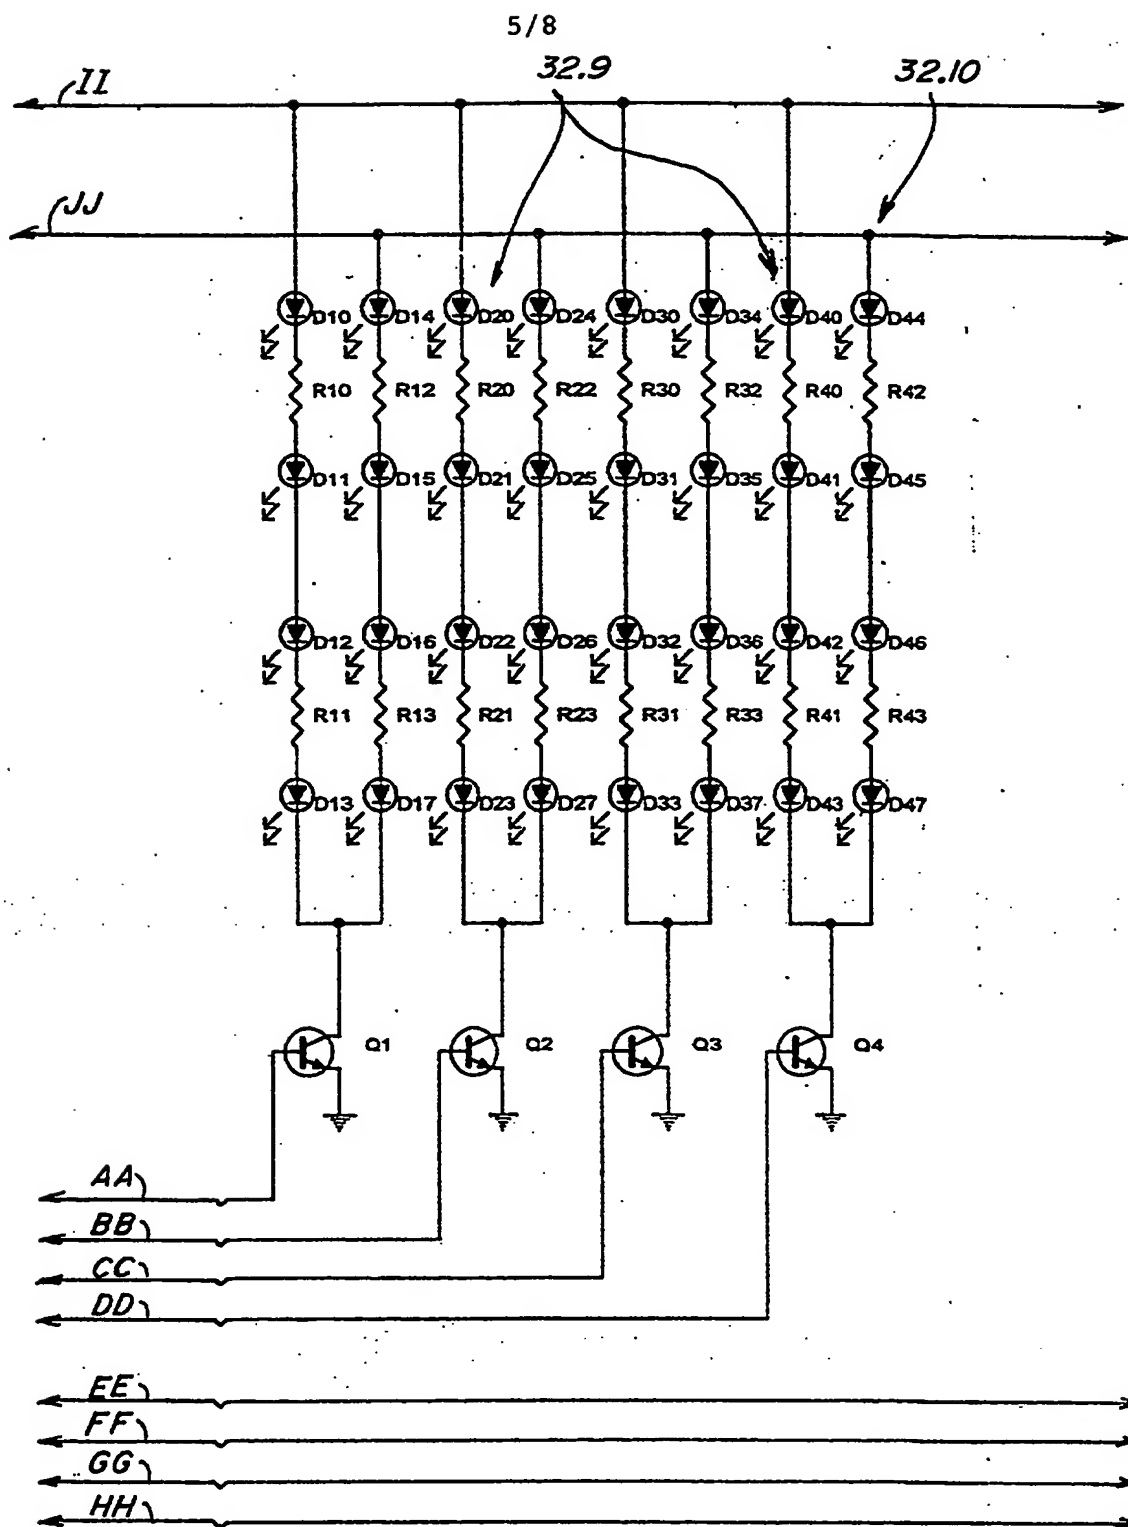 5/8
32.9 32.10
II
JJ
D10 D14 D20 D24 D30 D34 D40 D44
R10 R12 R20 R22 R30 R32 R40 R42
D11 D15 D21 D25 D31 D35 D41 D45
D12 D16 D22 D26 D32 D36 D42 D46
R11 R13 R21 R23 R31 R33 R41 R43
D13 D17 D23 D27 D33 D37 D43 D47
Q1 Q2 Q3 Q4
AA
BB
CC
DD
EE
FF
GG
HH